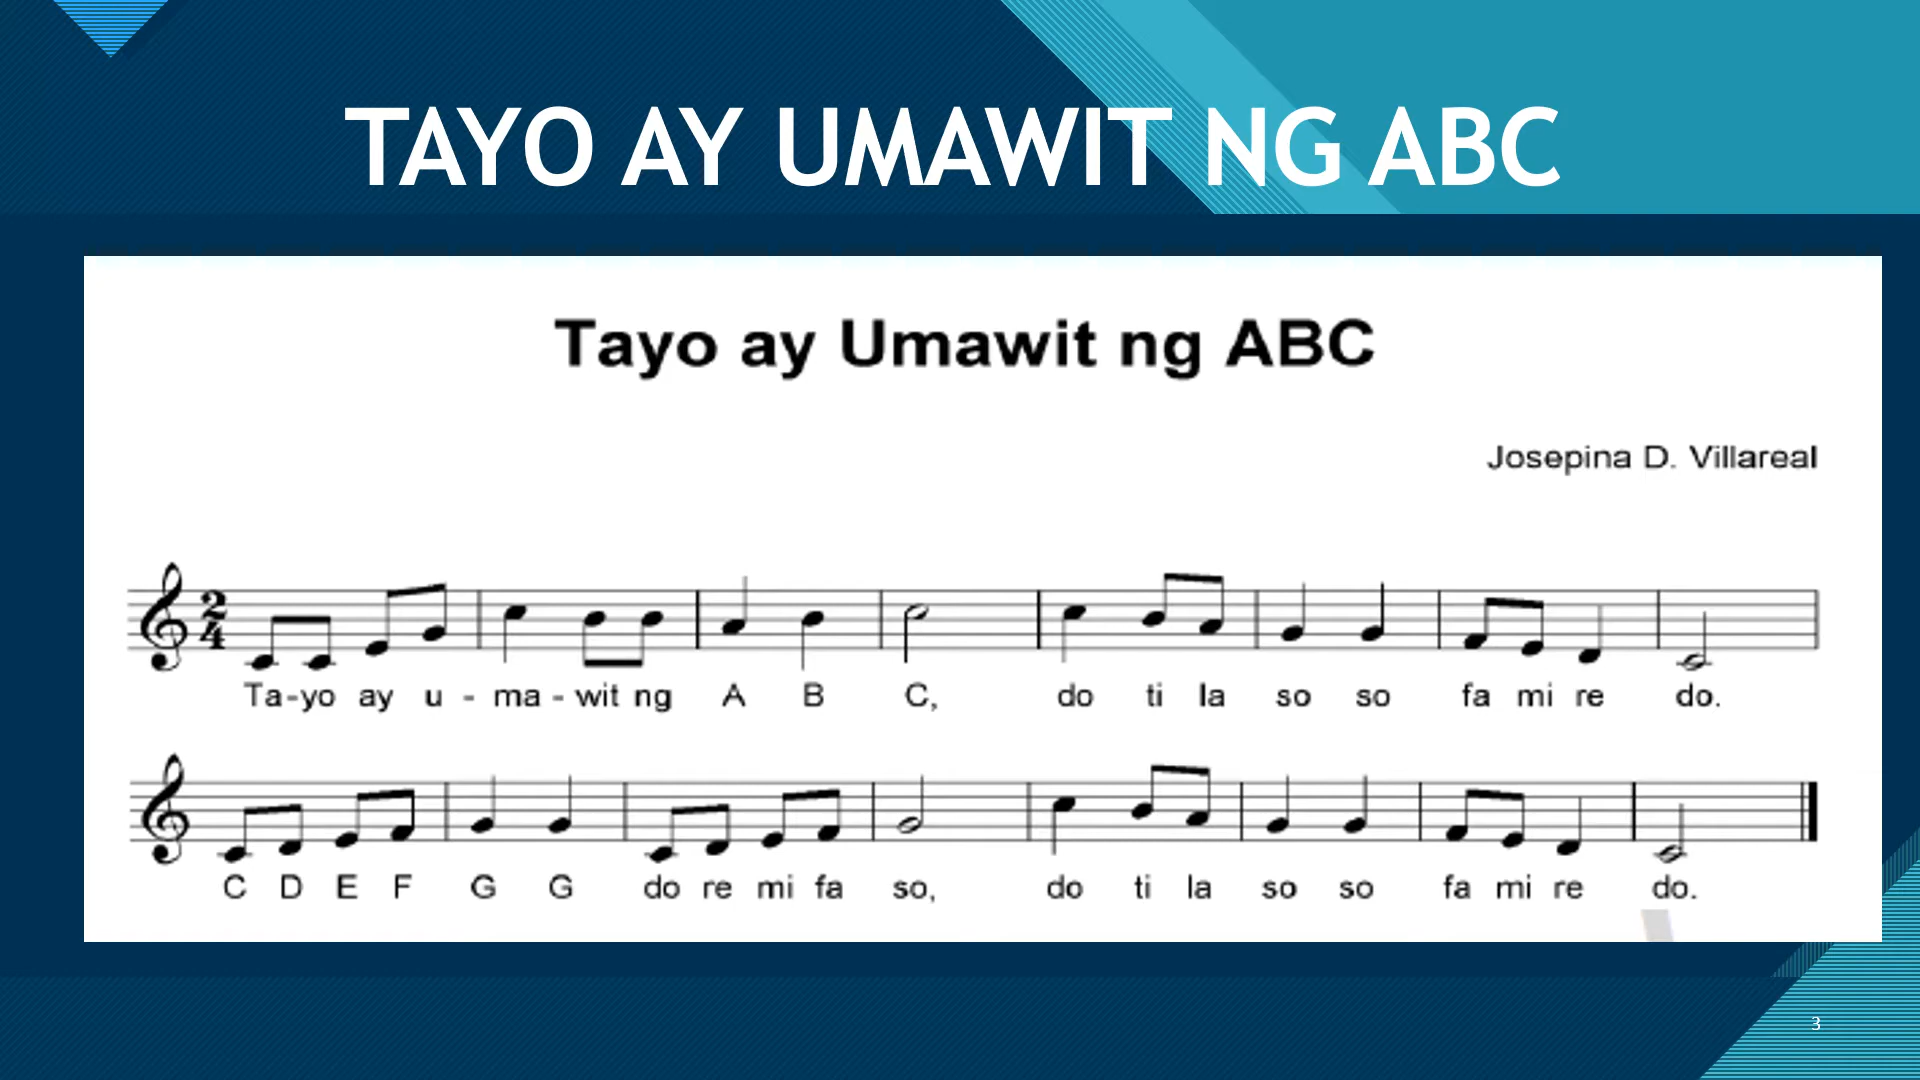 TAYO AY UMAWIT NG ABC
Tayo ay Umawit ng ABC
Josepina D. Villareal
2
4
Ta-yo ay u - ma - wit ng A B C, do ti la so so fa mi re do.
C D E F G G do re mi fa so, do ti la so so fa mi re do.
3